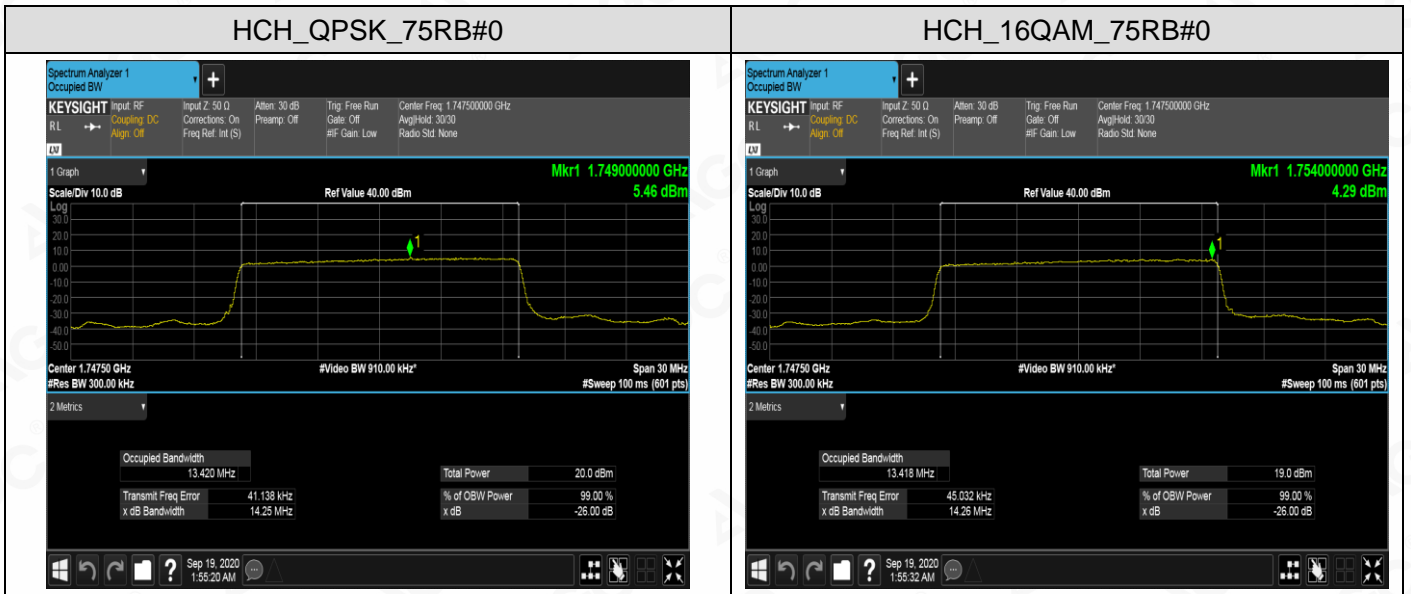 HCH_QPSK_75RB#0
Spectrum Analyzer 1
Occupied BW
KEYSIGHT
RL
LXI
Input: RF
Coupling: DC
Align: Off
Input Z: 50 Ω
Corrections: On
Freq Ref: Int (S)
Atten: 30 dB
Preamp: Off
Trig: Free Run
Gate: Off
#IF Gain: Low
Center Freq: 1.747500000 GHz
Avg|Hold: 30/30
Radio Std: None
1 Graph
Mkr1 1.749000000 GHz
Scale/Div 10.0 dB
Ref Value 40.00 dBm
5.46 dBm
Log
30.0
20.0
10.0
0.00
-10.0
-20.0
-30.0
-40.0
-50.0
1
Center 1.74750 GHz
#Video BW 910.00 kHz*
Span 30 MHz
#Res BW 300.00 kHz
#Sweep 100 ms (601 pts)
2 Metrics
Occupied Bandwidth
13.420 MHz
Total Power 20.0 dBm
Transmit Freq Error 41.138 kHz
% of OBW Power 99.00 %
x dB Bandwidth 14.25 MHz
x dB -26.00 dB
?
Sep 19, 2020
1:55:20 AM
HCH_16QAM_75RB#0
Spectrum Analyzer 1
Occupied BW
KEYSIGHT
RL
LXI
Input: RF
Coupling: DC
Align: Off
Input Z: 50 Ω
Corrections: On
Freq Ref: Int (S)
Atten: 30 dB
Preamp: Off
Trig: Free Run
Gate: Off
#IF Gain: Low
Center Freq: 1.747500000 GHz
Avg|Hold: 30/30
Radio Std: None
1 Graph
Mkr1 1.754000000 GHz
Scale/Div 10.0 dB
Ref Value 40.00 dBm
4.29 dBm
Log
30.0
20.0
10.0
0.00
-10.0
-20.0
-30.0
-40.0
-50.0
1
Center 1.74750 GHz
#Video BW 910.00 kHz*
Span 30 MHz
#Res BW 300.00 kHz
#Sweep 100 ms (601 pts)
2 Metrics
Occupied Bandwidth
13.418 MHz
Total Power 19.0 dBm
Transmit Freq Error 45.032 kHz
% of OBW Power 99.00 %
x dB Bandwidth 14.26 MHz
x dB -26.00 dB
?
Sep 19, 2020
1:55:32 AM